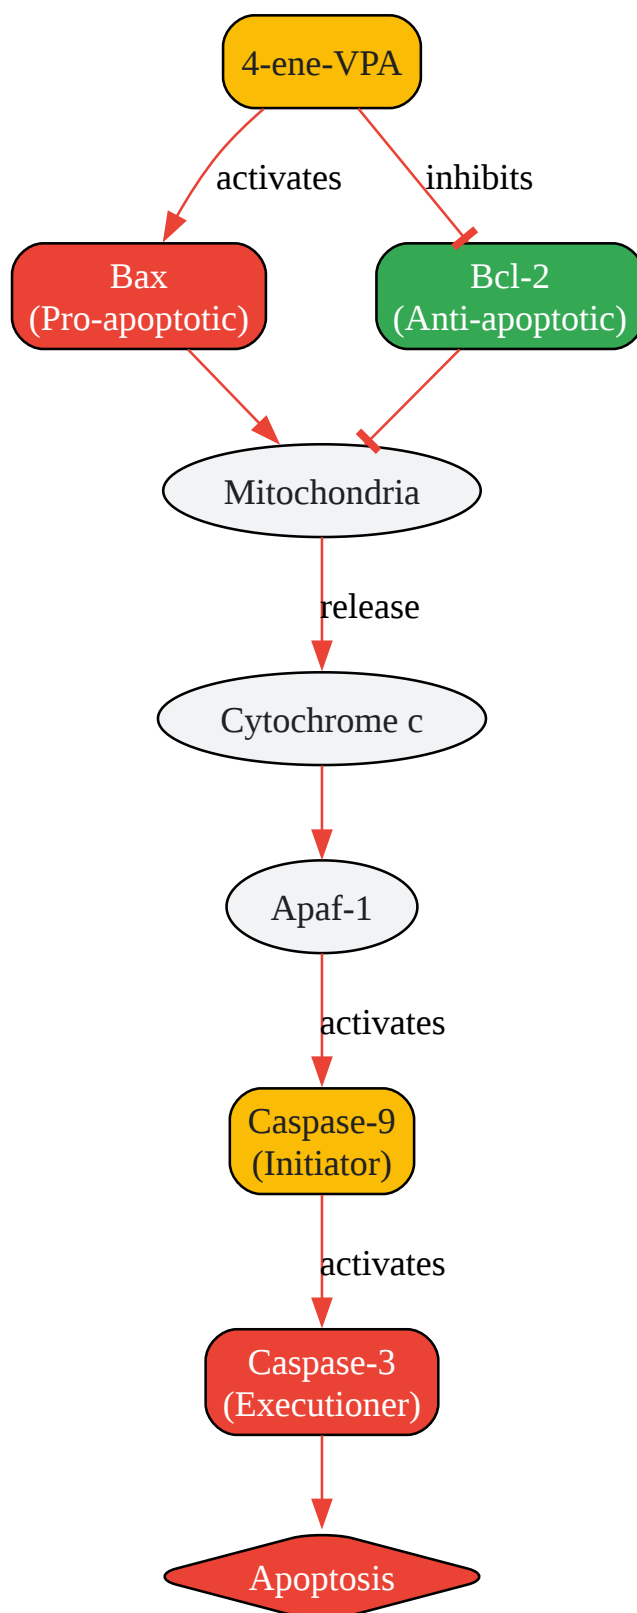 4-ene-VPA
activates
inhibits
Bax
(Pro-apoptotic)
Bcl-2
(Anti-apoptotic)
Mitochondria
release
Cytochrome c
Apaf-1
activates
Caspase-9
(Initiator)
activates
Caspase-3
(Executioner)
Apoptosis